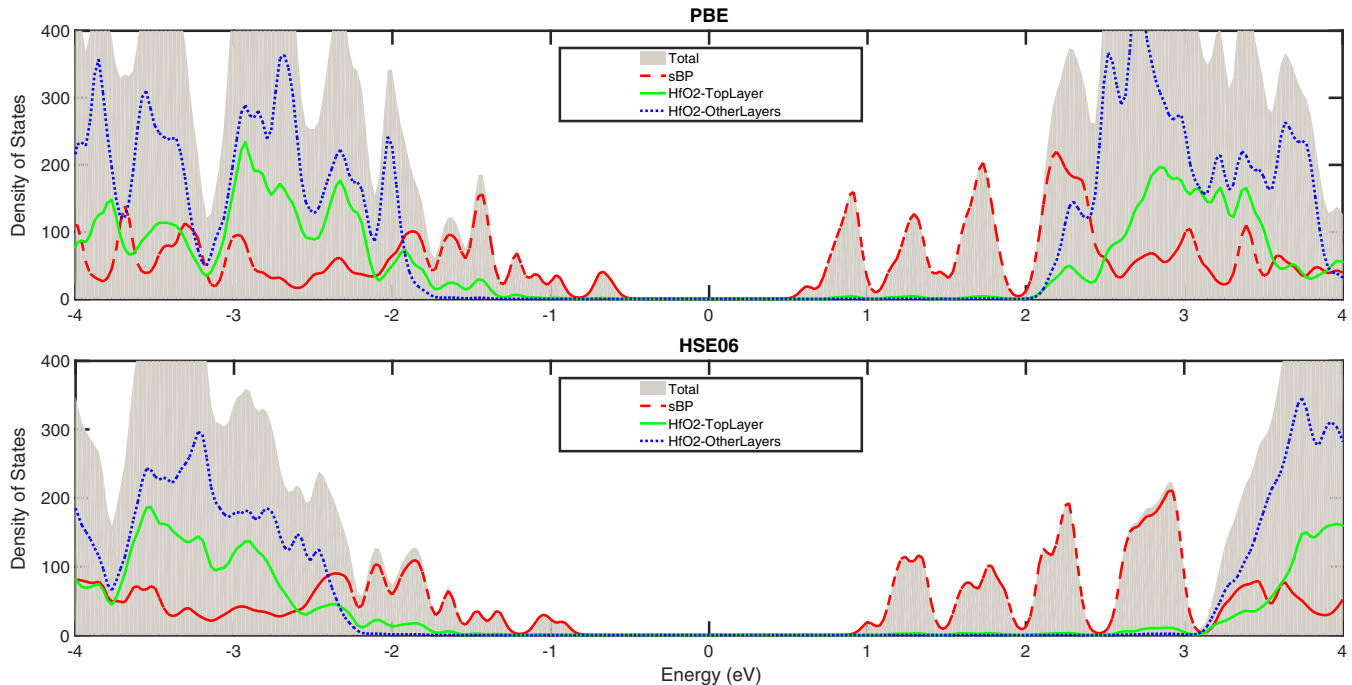 PBE
400
300
200
100
0
Density of States
Total
sBP
HfO2-TopLayer
HfO2-OtherLayers
-4 -3 -2 -1 0 1 2 3 4
HSE06
400
300
200
100
0
Density of States
Total
sBP
HfO2-TopLayer
HfO2-OtherLayers
-4 -3 -2 -1 0 1 2 3 4
Energy (eV)